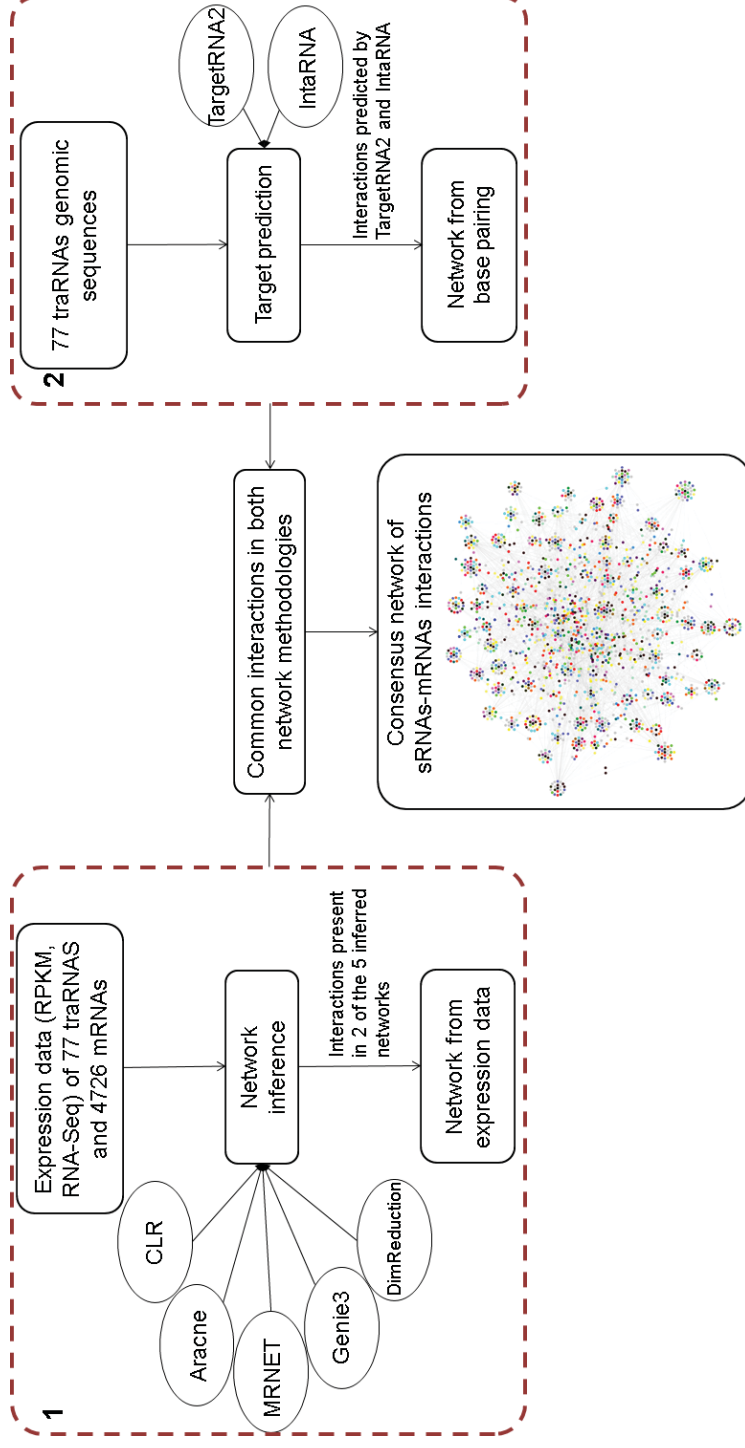 1
Expression data (RPKM,
RNA-Seq) of 77 traRNAS
and 4726 mRNAs
CLR
Aracne
MRNET
Genie3
DimReduction
Network
inference
Interactions present
in 2 of the 5 inferred
networks
Network from
expression data
Common interactions in both
network methodologies
Consensus network of
sRNAs-mRNAs interactions
2
77 traRNAs genomic
sequences
Target prediction
TargetRNA2
IntaRNA
Interactions predicted by
TargetRNA2 and IntaRNA
Network from
base pairing